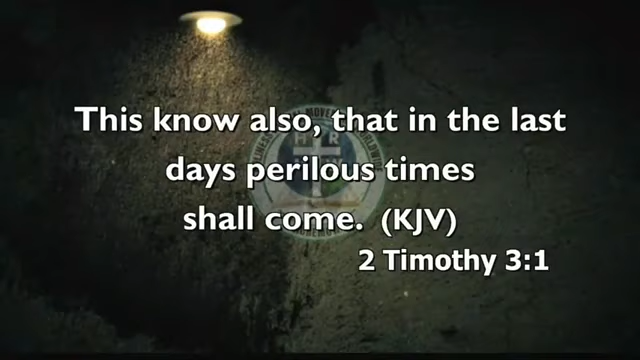 This know also, that in the last
days perilous times
shall come. (KJV)
2 Timothy 3:1